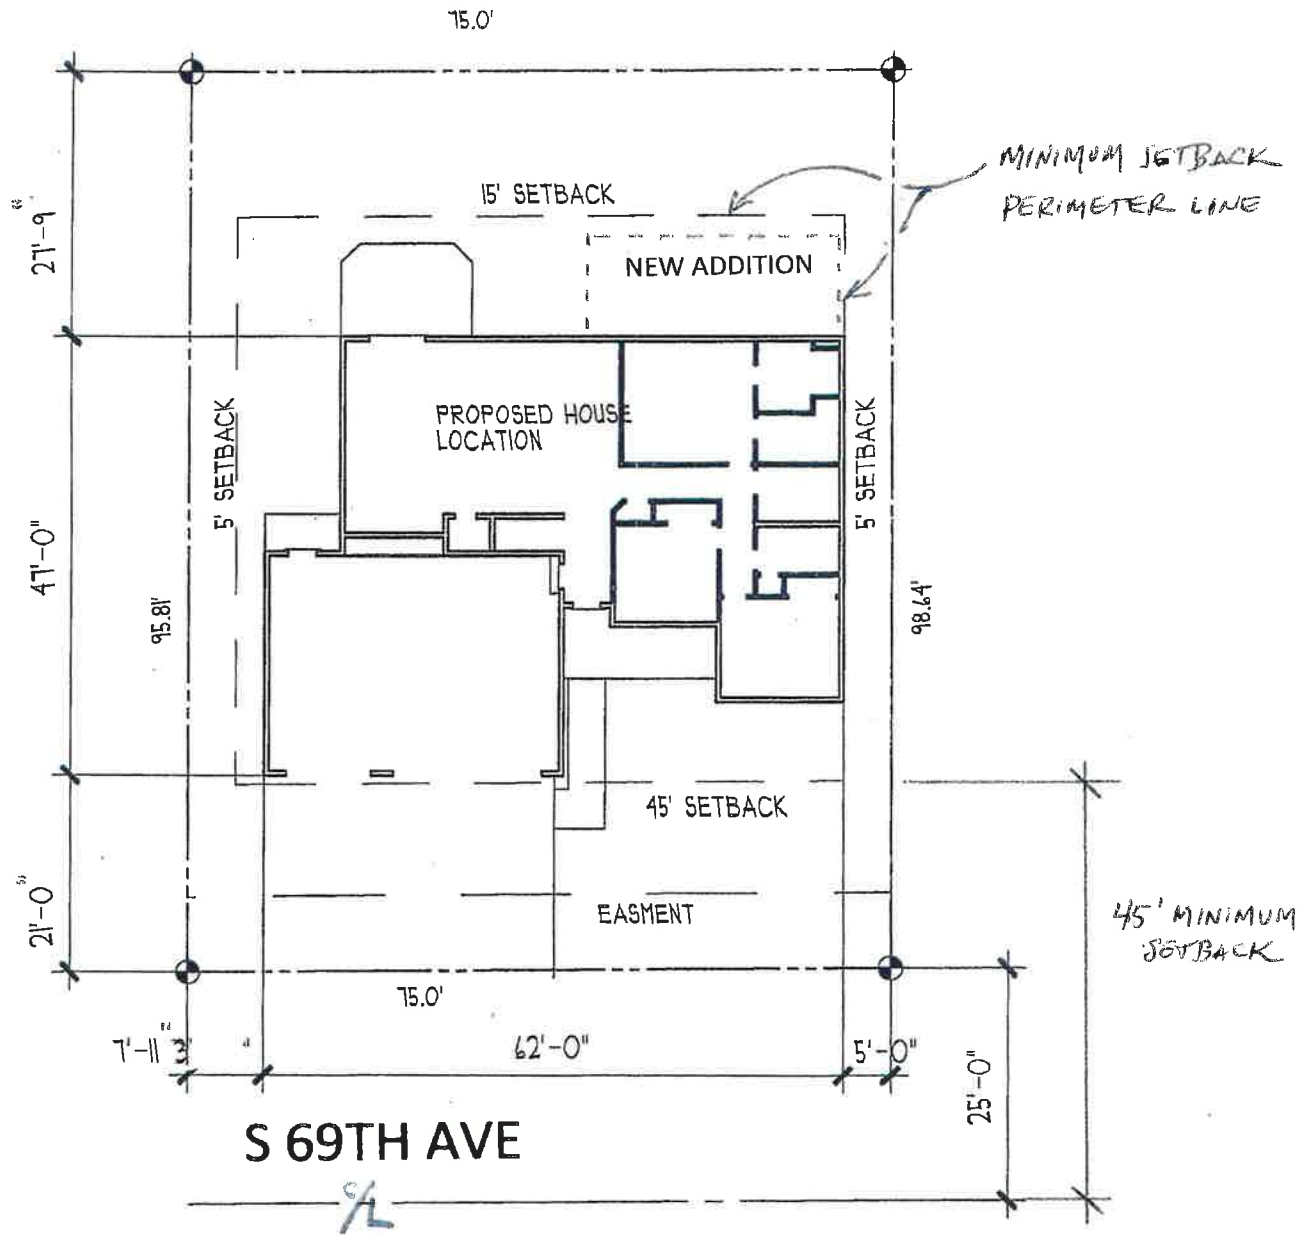 75.0'
MINIMUM SETBACK
PERIMETER LINE
15' SETBACK
27'-9"
NEW ADDITION
PROPOSED HOUSE
LOCATION
5' SETBACK
5' SETBACK
47'-0"
95.81'
98.64'
45' SETBACK
21'-0"
EASMENT
45' MINIMUM
SETBACK
75.0'
7'-11"
62'-0"
5'-0"
25'-0"
S 69TH AVE
C/L